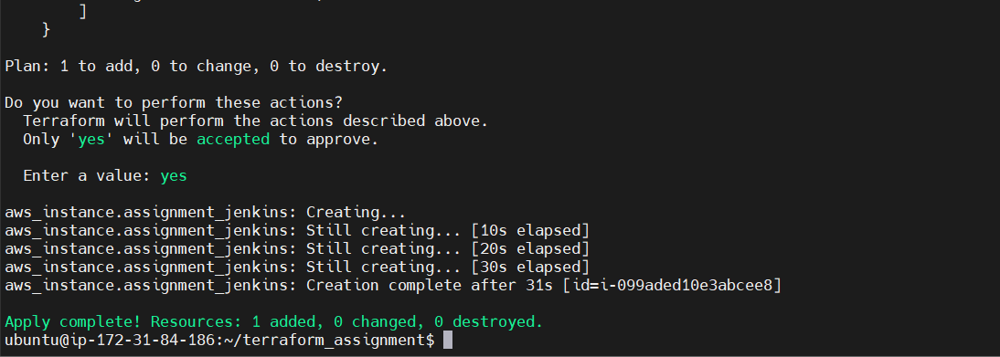 ]
}
Plan: 1 to add, 0 to change, 0 to destroy.
Do you want to perform these actions?
Terraform will perform the actions described above.
Only 'yes' will be accepted to approve.
Enter a value: yes
aws_instance.assignment_jenkins: Creating...
aws_instance.assignment_jenkins: Still creating... [10s elapsed]
aws_instance.assignment_jenkins: Still creating... [20s elapsed]
aws_instance.assignment_jenkins: Still creating... [30s elapsed]
aws_instance.assignment_jenkins: Creation complete after 31s [id=i-099aded10e3abcee8]
Apply complete! Resources: 1 added, 0 changed, 0 destroyed.
ubuntu@ip-172-31-84-186:~/terraform_assignment$